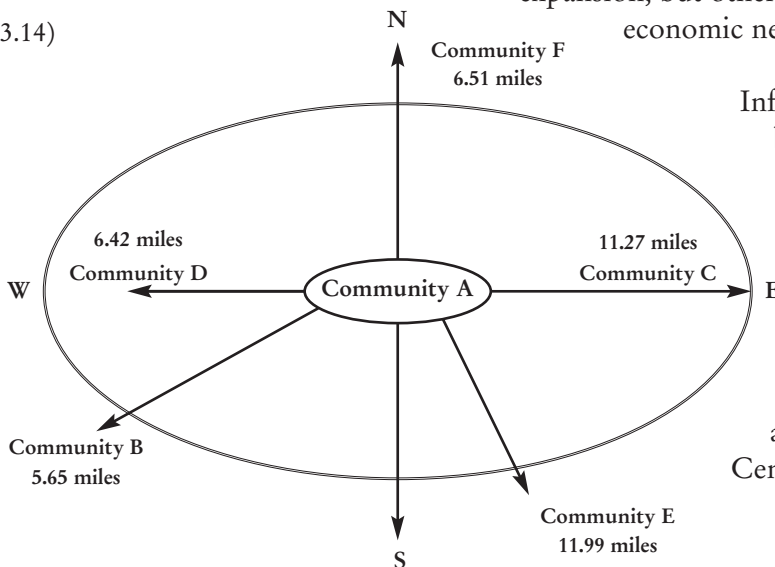 expansion, but other
3.14)
economic ne
N
Community F
6.51 miles
Inf
6.42 miles
Community D
11.27 miles
Community C
W
Community A
E
Community B
5.65 miles
a
Cen
Community E
11.99 miles
S